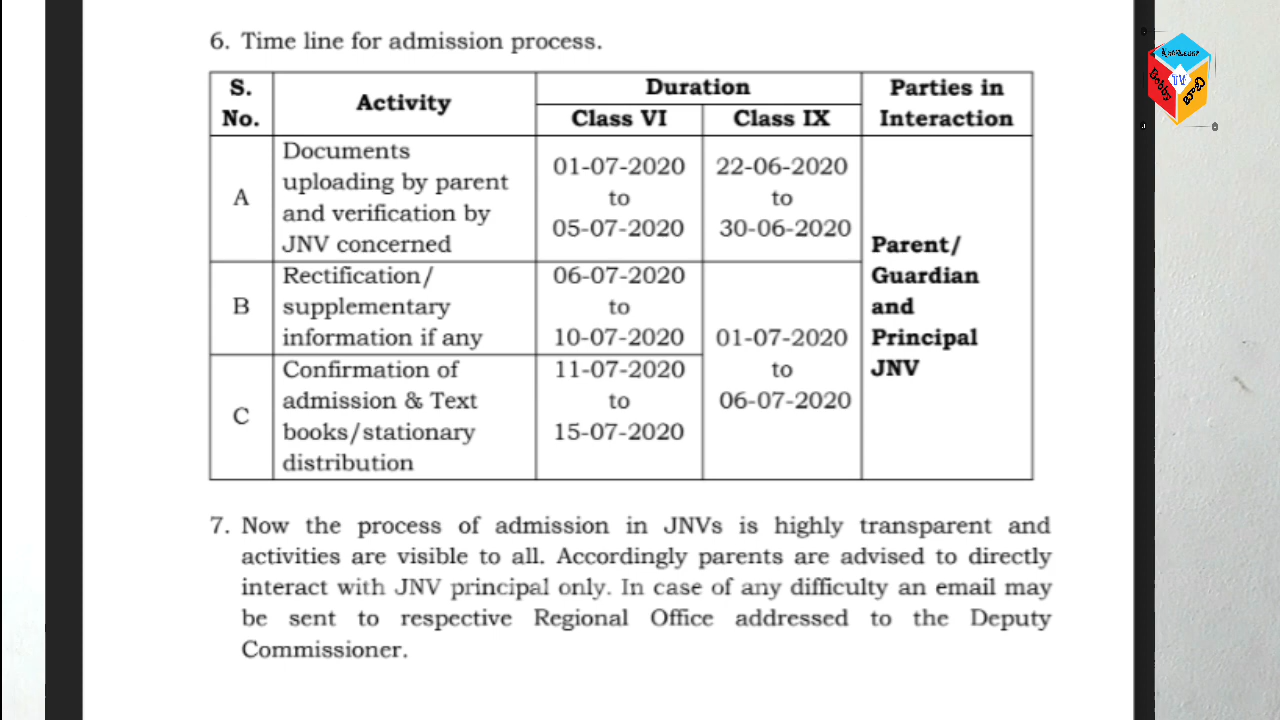 6. Time line for admission process.
S. No. Activity Duration Parties in Interaction
Class VI Class IX
A Documents uploading by parent and verification by JNV concerned 01-07-2020 to 05-07-2020 22-06-2020 to 30-06-2020 Parent/ Guardian and Principal JNV
B Rectification/ supplementary information if any 06-07-2020 to 10-07-2020 01-07-2020 to 06-07-2020
C Confirmation of admission & Text books/stationary distribution 11-07-2020 to 15-07-2020
7. Now the process of admission in JNVs is highly transparent and
activities are visible to all. Accordingly parents are advised to directly
interact with JNV principal only. In case of any difficulty an email may
be sent to respective Regional Office addressed to the Deputy
Commissioner.
Knowledge
Bobby
TV